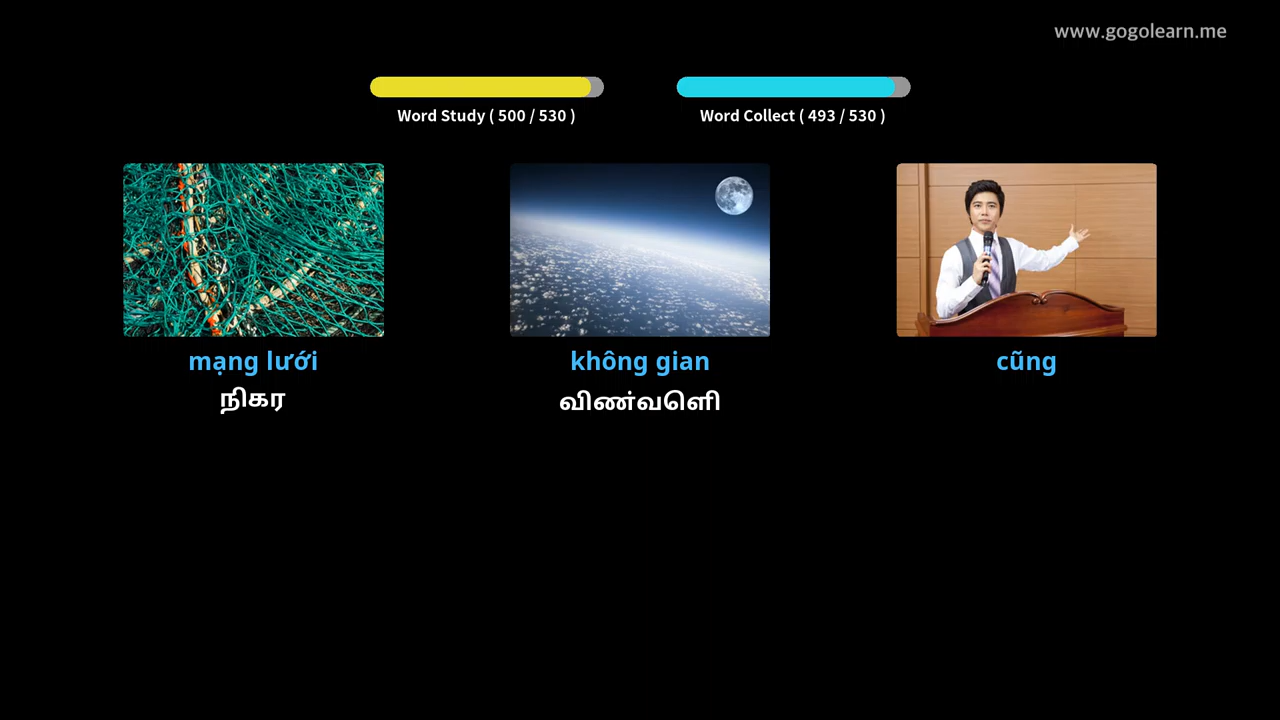 www.gogolearn.me
Word Study ( 500 / 530 )
Word Collect ( 493 / 530 )
mạng lưới
không gian
cũng
நிகர
விண்வெளி